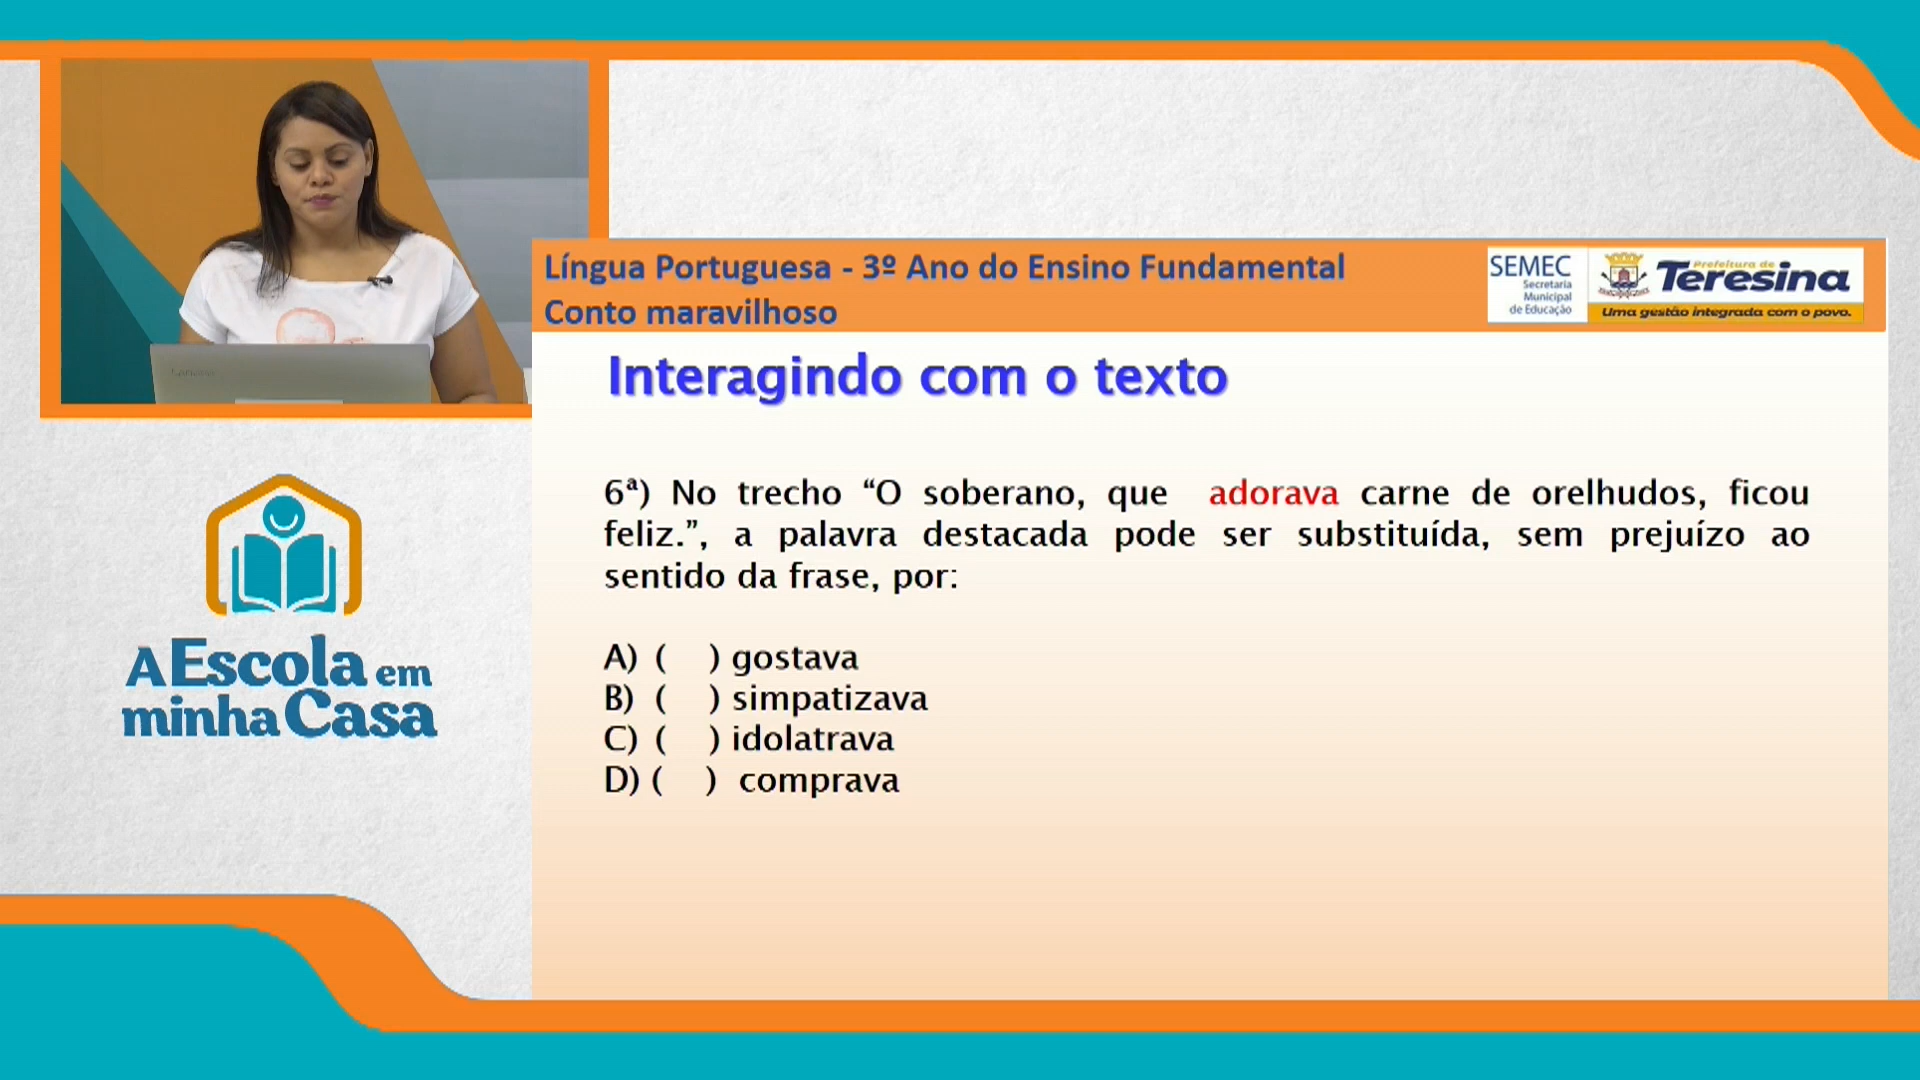 Língua Portuguesa - 3º Ano do Ensino Fundamental
Conto maravilhoso
SEMEC
Secretaria
Municipal
de Educação
Prefeitura de
Teresina
Uma gestão integrada com o povo.
Interagindo com o texto
6ª) No trecho “O soberano, que adorava carne de orelhudos, ficou
feliz.”, a palavra destacada pode ser substituída, sem prejuízo ao
sentido da frase, por:
A) ( ) gostava
B) ( ) simpatizava
C) ( ) idolatrava
D) ( ) comprava
A Escola em
minha Casa